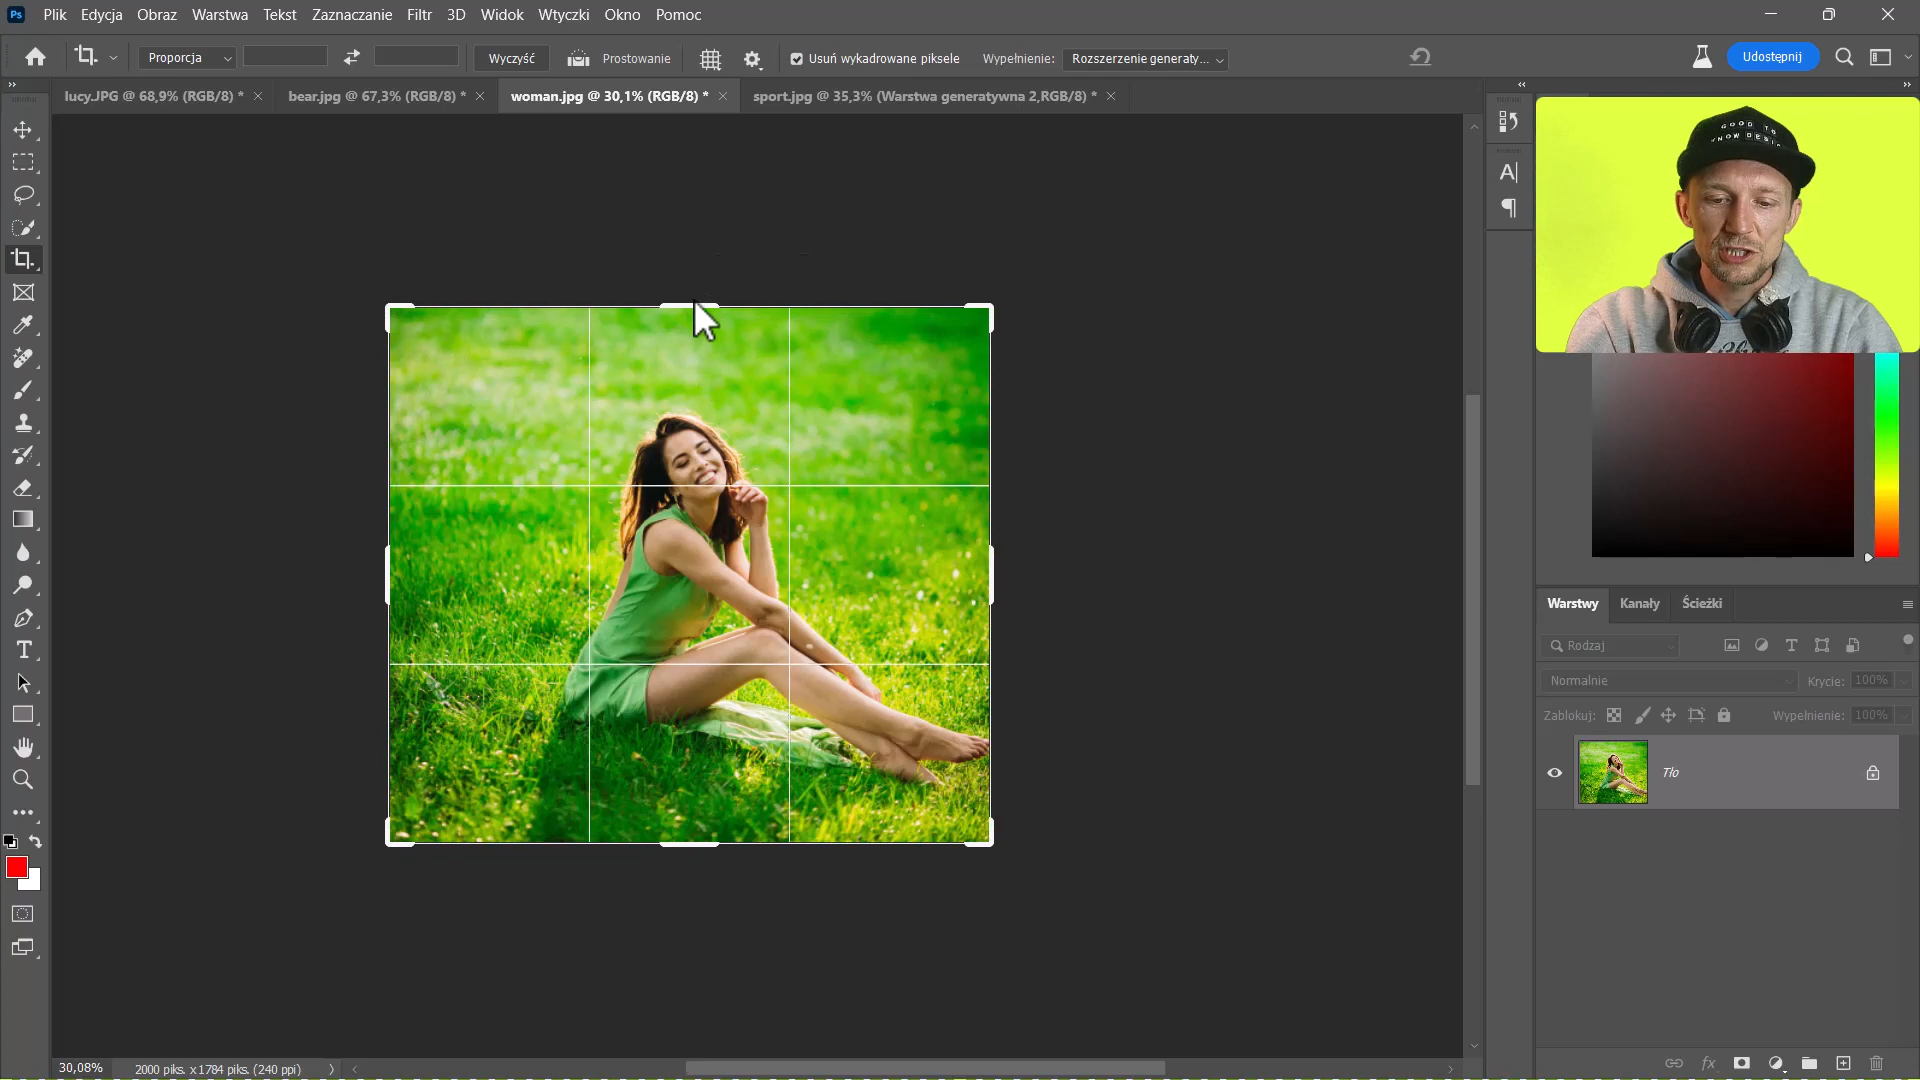 Ps Plik Edycja Obraz Warstwa Tekst Zaznaczanie Filtr 3D Widok Wtyczki Okno Pomoc
Proporcja Wyczyść Prostowanie Usuń wykadrowane piksele Wypełnienie: Rozszerzenie generaty... Udostępnij
lucy.JPG @ 68,9% (RGB/8) * bear.jpg @ 67,3% (RGB/8) * woman.jpg @ 30,1% (RGB/8) * sport.jpg @ 35,3% (Warstwa generatywna 2,RGB/8) *
GOOD TO
KNOW DESIGN
Warstwy Kanały Ścieżki
Rodzaj
Normalnie Krycie: 100%
Zablokuj: Wypełnienie: 100%
Tło
30,08% 2000 piks. x 1784 piks. (240 ppi)